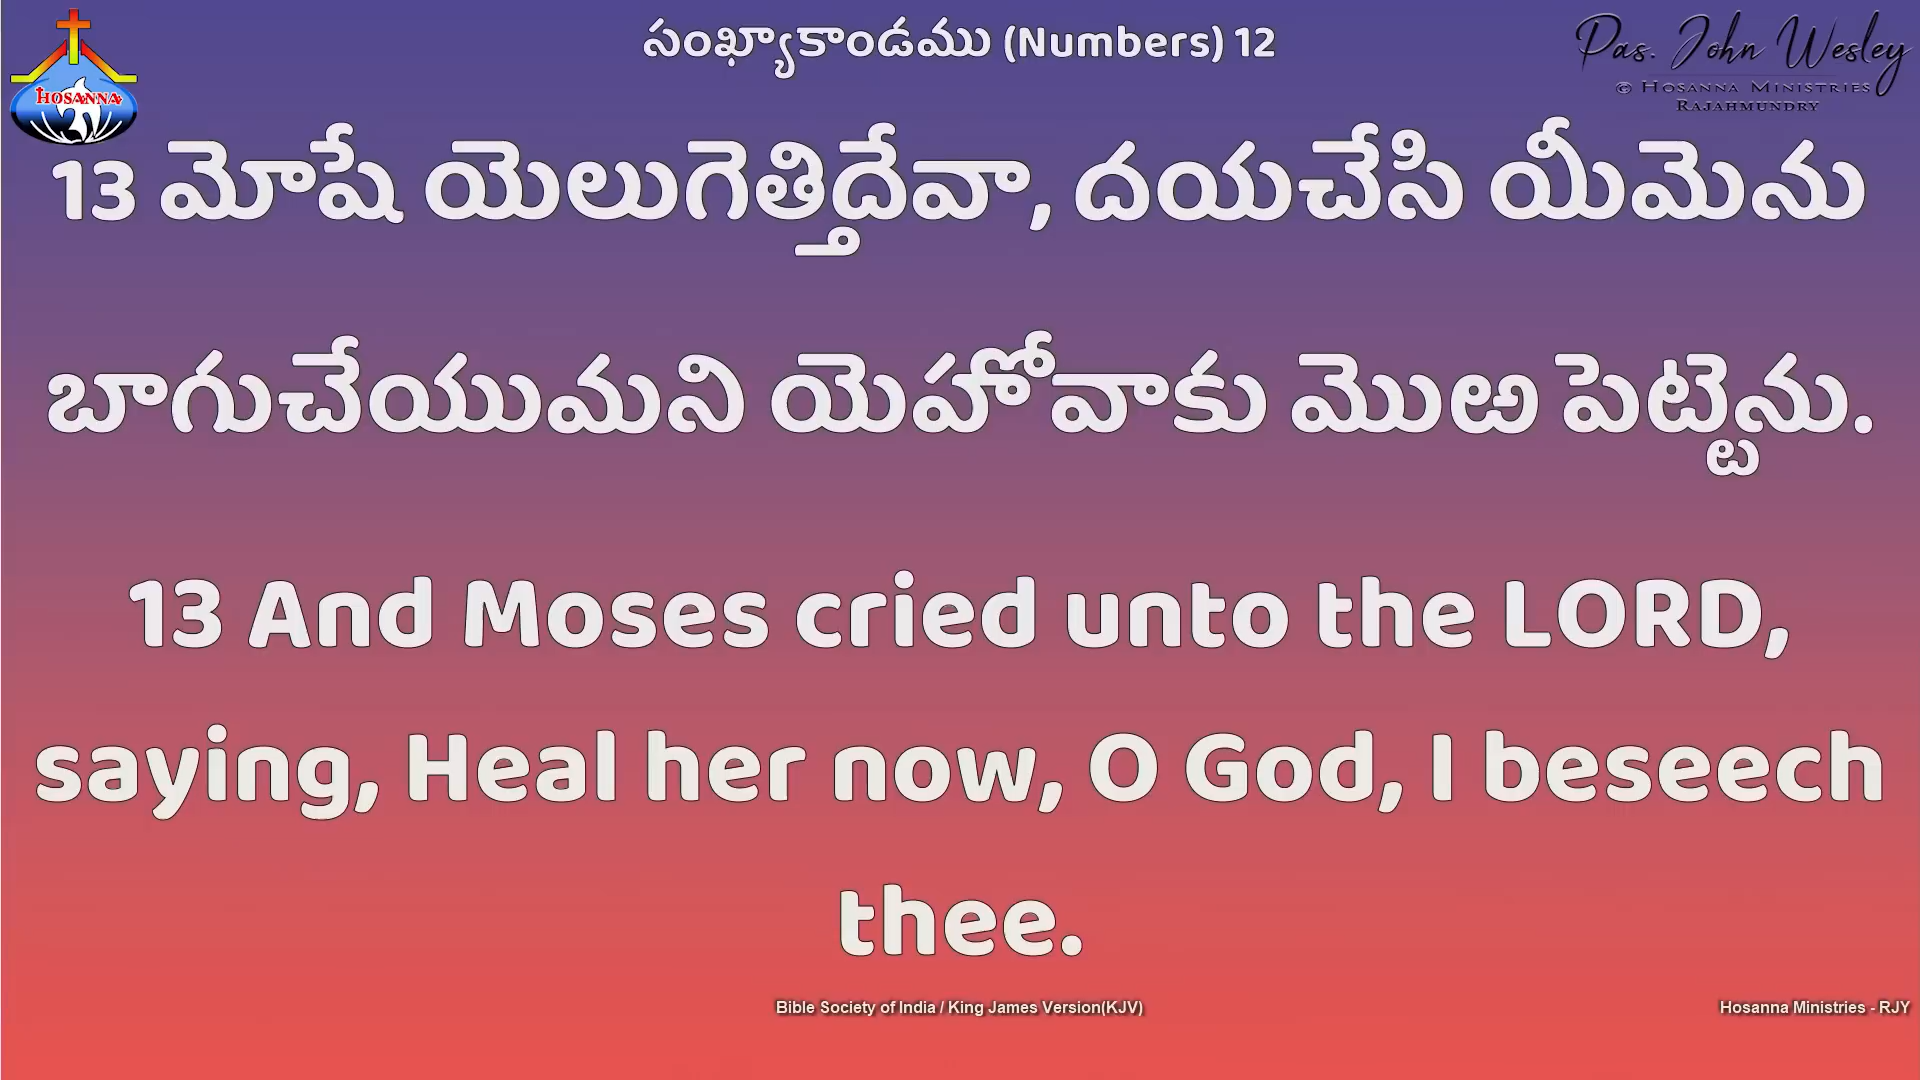 సంఖ్యాకాండము (Numbers) 12
HOSANNA
Pas. John Wesley
© Hosanna Ministries
Rajahmundry
13 మోషే యెలుగెత్తిదేవా, దయచేసి యీమెను
బాగుచేయుమని యెహోవాకు మొఱ పెట్టెను.
13 And Moses cried unto the LORD,
saying, Heal her now, O God, I beseech
thee.
Bible Society of India / King James Version(KJV)
Hosanna Ministries - RJY